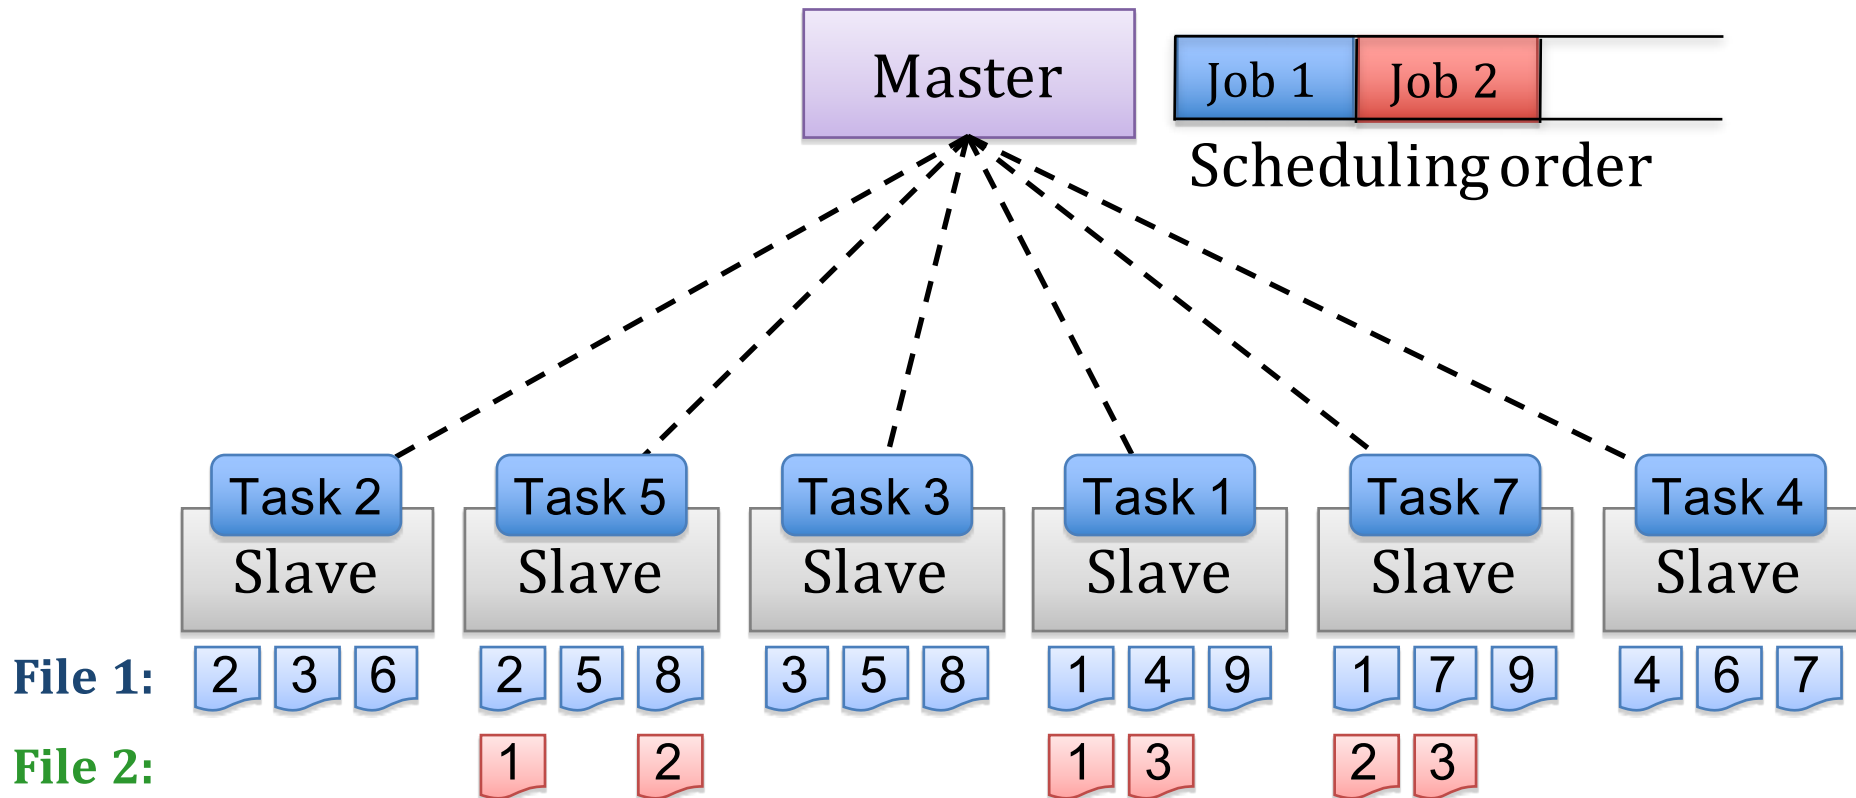 Master
Job 1 Job 2
Scheduling order
Task 2 Task 5 Task 3 Task 1 Task 7 Task 4
Slave Slave Slave Slave Slave Slave
File 1: 2 3 6 2 5 8 3 5 8 1 4 9 1 7 9 4 6 7
File 2: 1 2 1 3 2 3